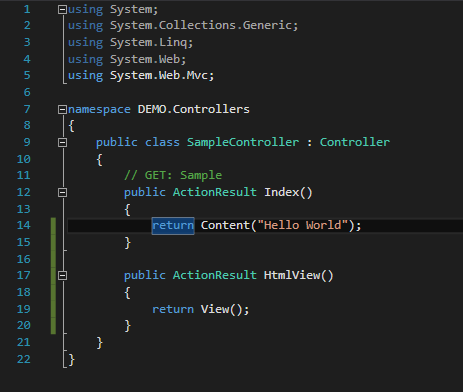 1 using System;
2 using System.Collections.Generic;
3 using System.Linq;
4 using System.Web;
5 using System.Web.Mvc;
6
7 namespace DEMO.Controllers
8 {
9 public class SampleController : Controller
10 {
11 // GET: Sample
12 public ActionResult Index()
13 {
14 return Content("Hello World");
15 }
16
17 public ActionResult HtmlView()
18 {
19 return View();
20 }
21 }
22 }